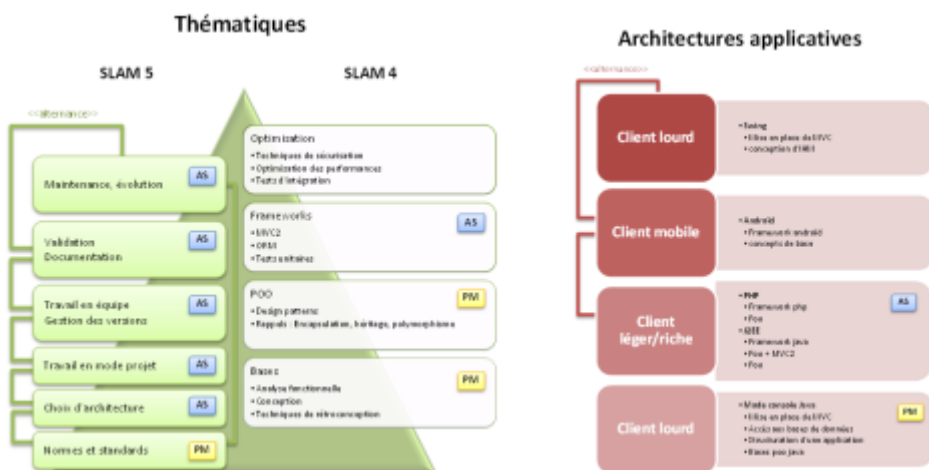 Thématiques
SLAM 5
SLAM 4
<<alternance>>
Maintenance, évolution
AS
Validation
Documentation
AS
Travail en équipe
Gestion des versions
AS
Travail en mode projet
AS
Choix d'architecture
AS
Normes et standards
PM
Optimisation
• Techniques de sécurisation
• Optimisation des performances
• Tests d'intégration
Frameworks
• MVC2
• ORM
• Tests unitaires
AS
POO
• Design patterns
• Rappels : Encapsulation, héritage, polymorphisme
PM
Bases
• Analyse fonctionnelle
• Conception
• Techniques de rétroconception
PM
Architectures applicatives
<<alternance>>
Client lourd
• Swing
• Mise en place de MVC
• conception d'IHM
Client mobile
• Android
• Framework android
• concepts de base
Client
léger/riche
• PHP
• Framework php
• Poo
• J2EE
• Framework java
• Poo + MVC2
• Poo
AS
Client lourd
• Mode console Java
• Mise en place de MVC
• Accès aux bases de données
• Structuration d'une application
• Bases poo java
PM